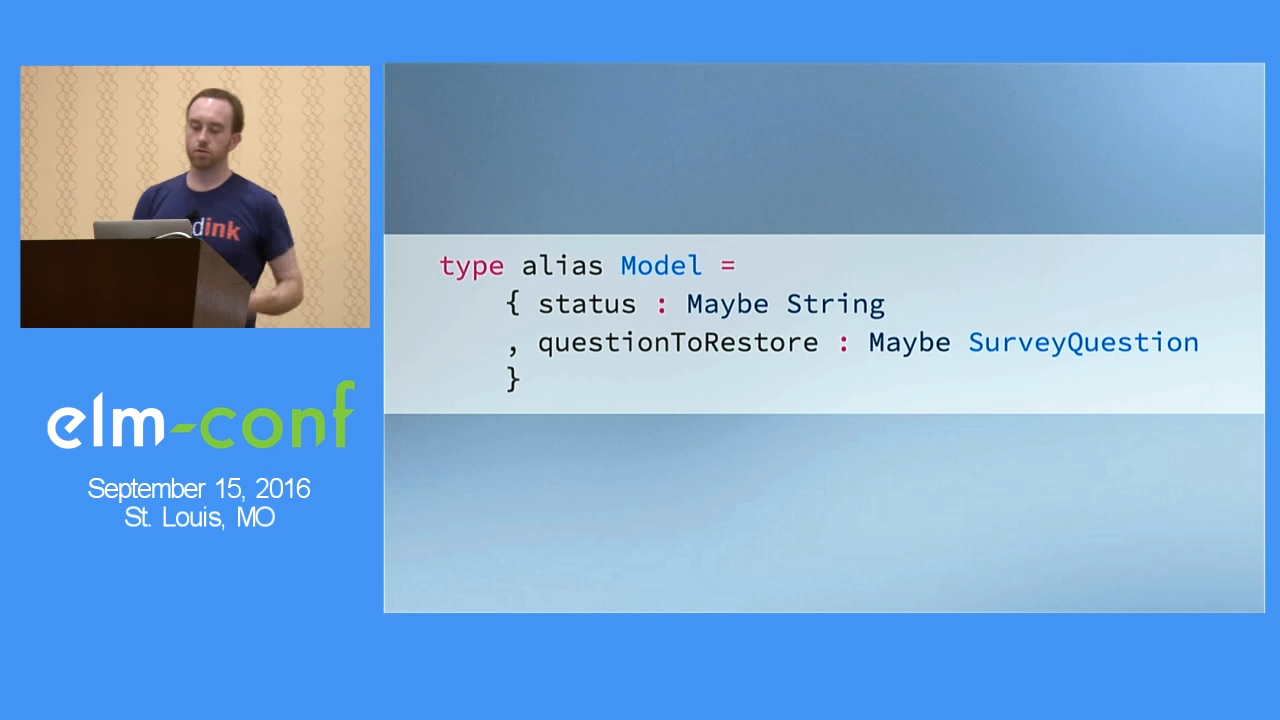 dink
elm-conf
September 15, 2016
St. Louis, MO
type alias Model =
{ status : Maybe String
, questionToRestore : Maybe SurveyQuestion
}